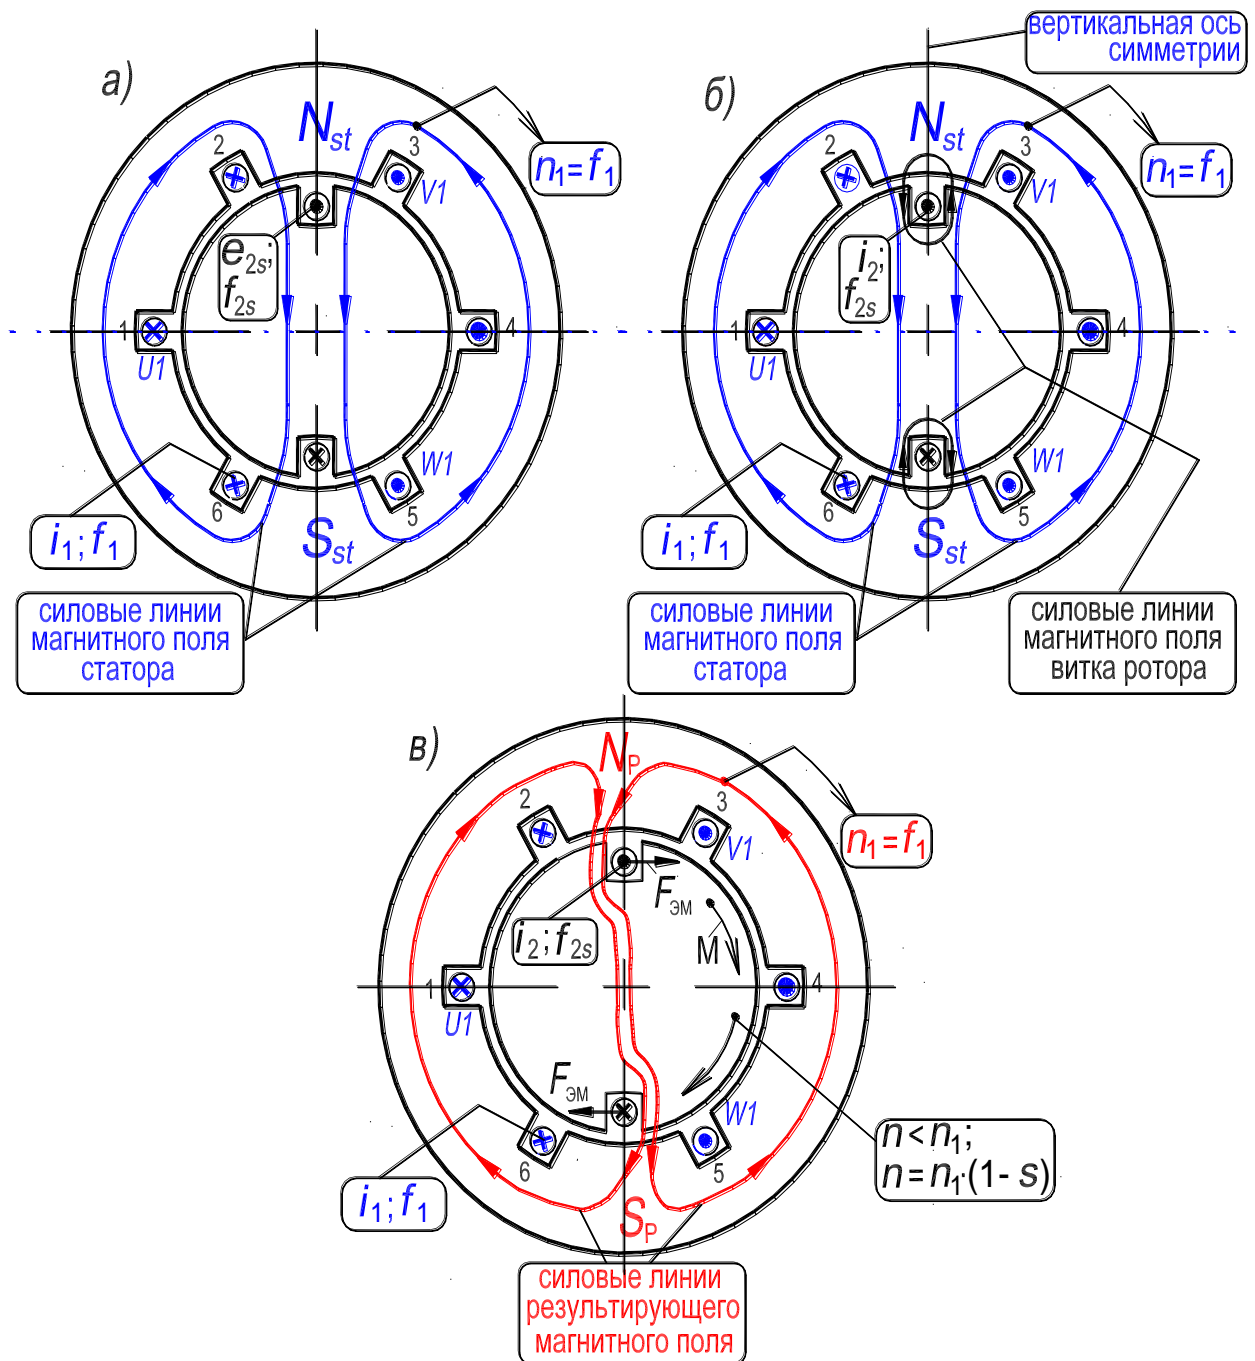 а)
N st
2
3
V1
n₁=f₁
e₂s;
f₂s
1
4
U1
W1
6
5
i₁; f₁
S st
силовые линии
магнитного поля
статора
б)
вертикальная ось
симметрии
N st
2
3
V1
n₁=f₁
i₂;
f₂s
1
4
U1
W1
6
5
i₁; f₁
S st
силовые линии
магнитного поля
статора
силовые линии
магнитного поля
витка ротора
в)
N Р
2
3
V1
n₁=f₁
F ЭМ
i₂; f₂s
М
1
4
U1
F ЭМ
W1
6
5
n<n₁;
n=n₁·(1-s)
i₁; f₁
S Р
силовые линии
результирующего
магнитного поля